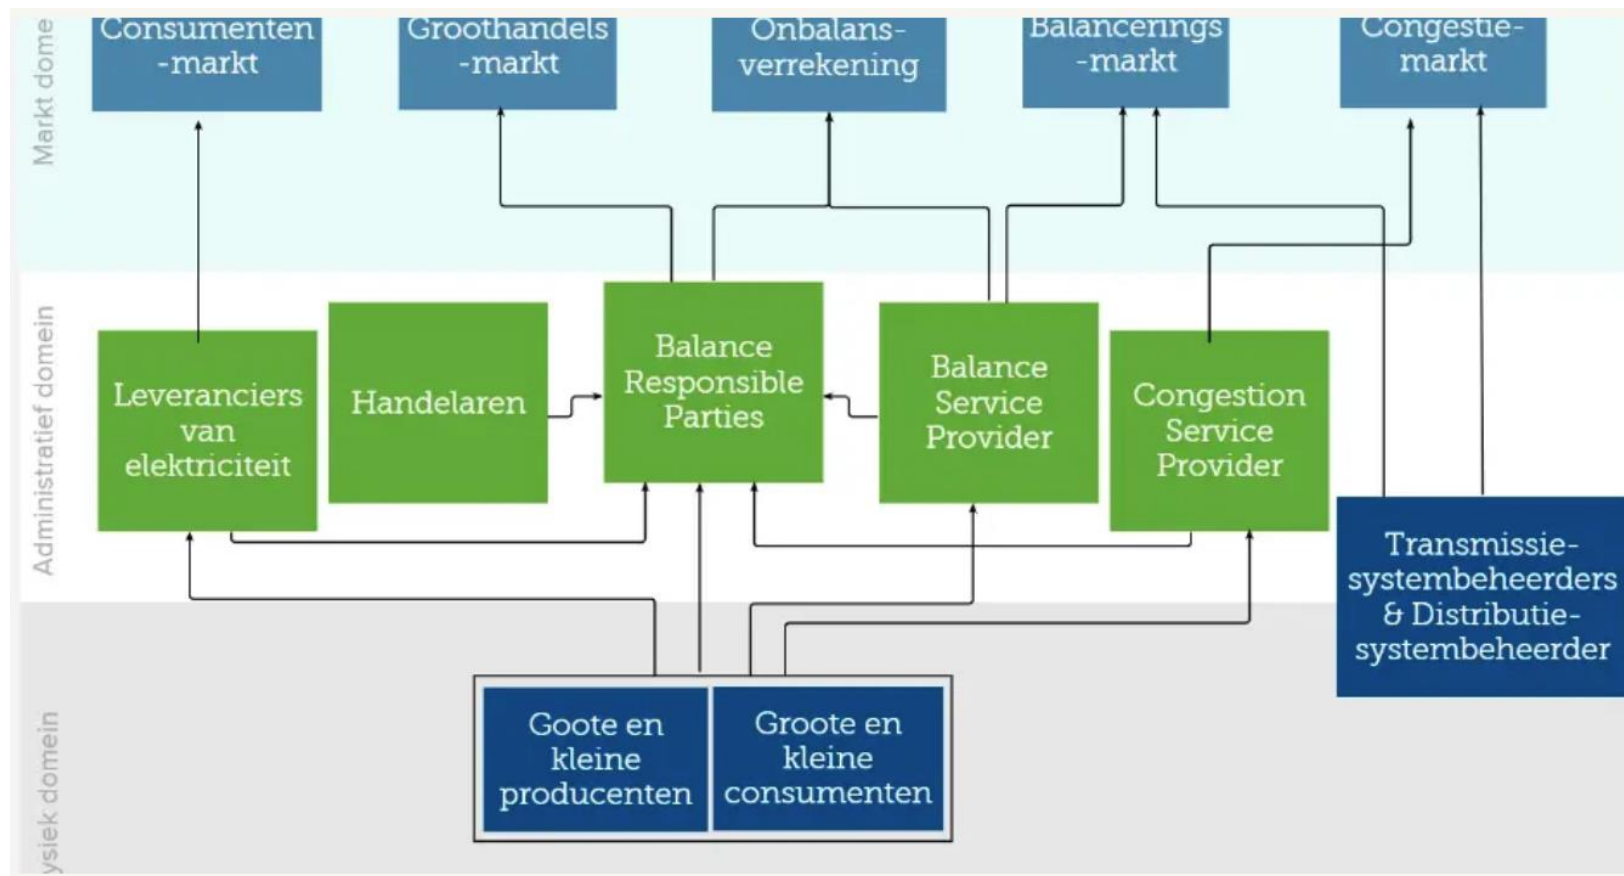 Markt dome
Consumenten
-markt
Groothandels
-markt
Onbalans-
verrekening
Balancerings
-markt
Congestie-
markt
Administratief domein
Leveranciers
van
elektriciteit
Handelaren
Balance
Responsible
Parties
Balance
Service
Provider
Congestion
Service
Provider
Transmissie-
systembeheerders
& Distributie-
systembeheerder
ysiek domein
Goote en
kleine
producenten
Groote en
kleine
consumenten